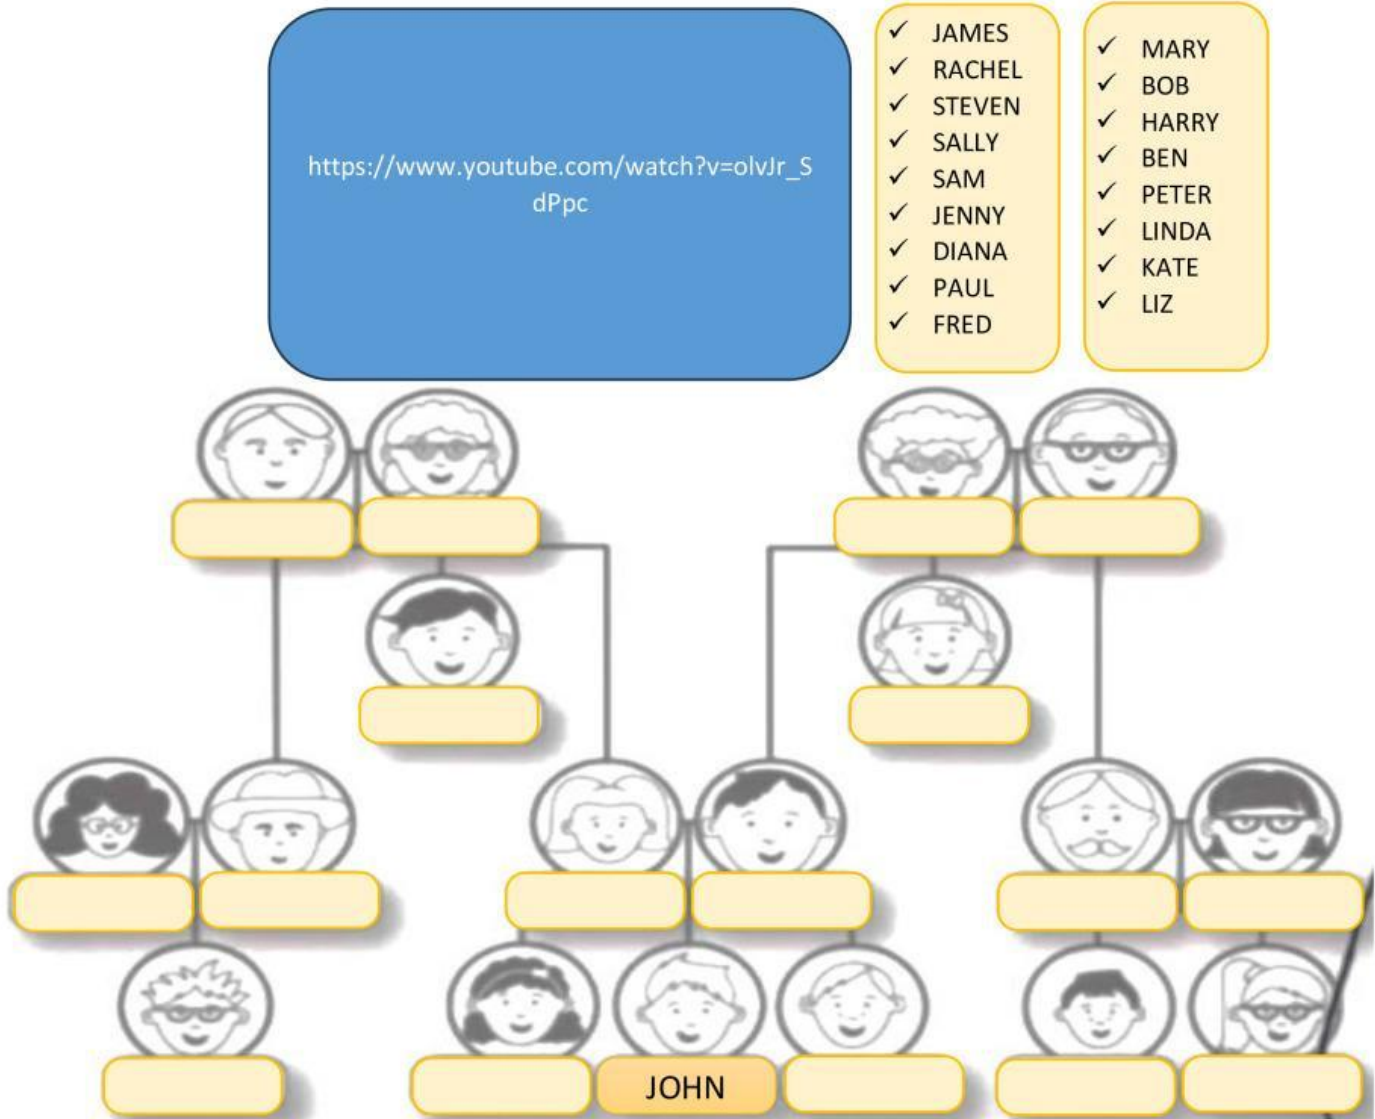 https://www.youtube.com/watch?v=olvJr_S
dPpc
✓ JAMES
✓ RACHEL
✓ STEVEN
✓ SALLY
✓ SAM
✓ JENNY
✓ DIANA
✓ PAUL
✓ FRED
✓ MARY
✓ BOB
✓ HARRY
✓ BEN
✓ PETER
✓ LINDA
✓ KATE
✓ LIZ
JOHN